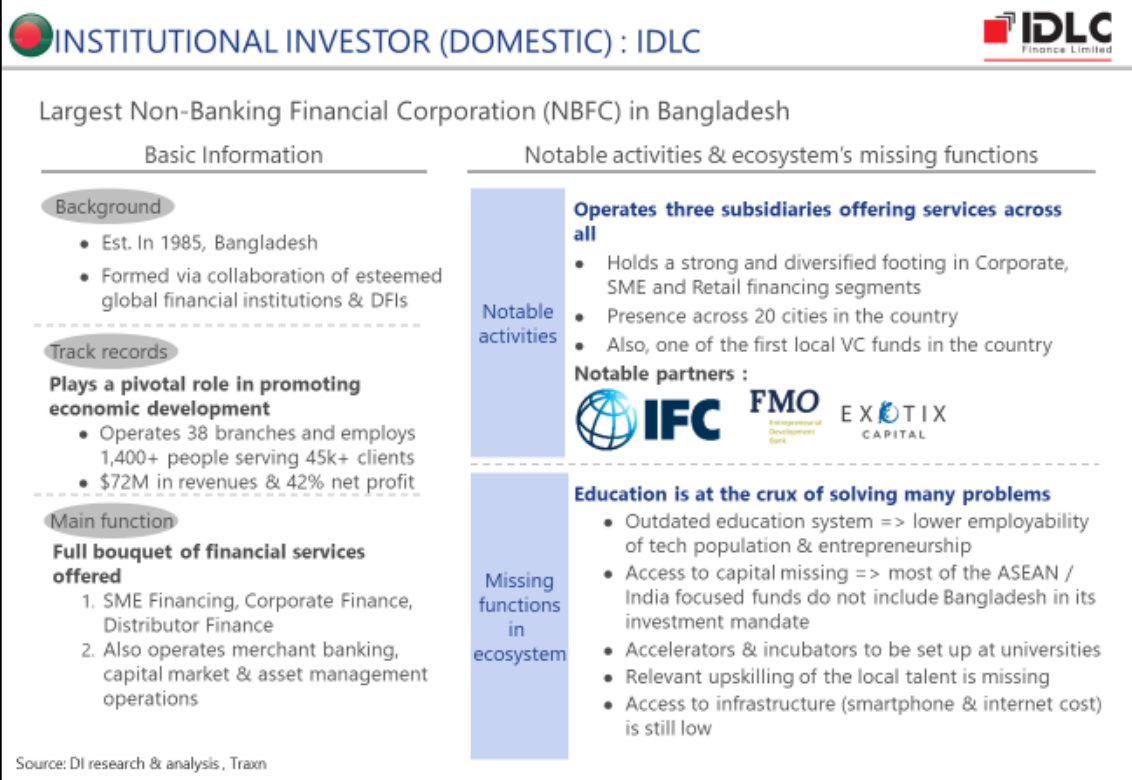 INSTITUTIONAL INVESTOR (DOMESTIC) : IDLC
IDLC
Finance Limited
Largest Non-Banking Financial Corporation (NBFC) in Bangladesh
Basic Information
Background
● Est. In 1985, Bangladesh
● Formed via collaboration of esteemed
global financial institutions & DFIs
Track records
Plays a pivotal role in promoting
economic development
● Operates 38 branches and employs
1,400+ people serving 45k+ clients
● $72M in revenues & 42% net profit
Main function
Full bouquet of financial services
offered
1. SME Financing, Corporate Finance,
Distributor Finance
2. Also operates merchant banking,
capital market & asset management
operations
Notable activities & ecosystem's missing functions
Notable
activities
Operates three subsidiaries offering services across
all
● Holds a strong and diversified footing in Corporate,
SME and Retail financing segments
● Presence across 20 cities in the country
● Also, one of the first local VC funds in the country
Notable partners :
IFC
FMO
Entrepreneurial
Development
Bank
EXOTIX
CAPITAL
Missing
functions
in
ecosystem
Education is at the crux of solving many problems
● Outdated education system => lower employability
of tech population & entrepreneurship
● Access to capital missing => most of the ASEAN /
India focused funds do not include Bangladesh in its
investment mandate
● Accelerators & incubators to be set up at universities
● Relevant upskilling of the local talent is missing
● Access to infrastructure (smartphone & internet cost)
is still low
Source: DI research & analysis, Traxn